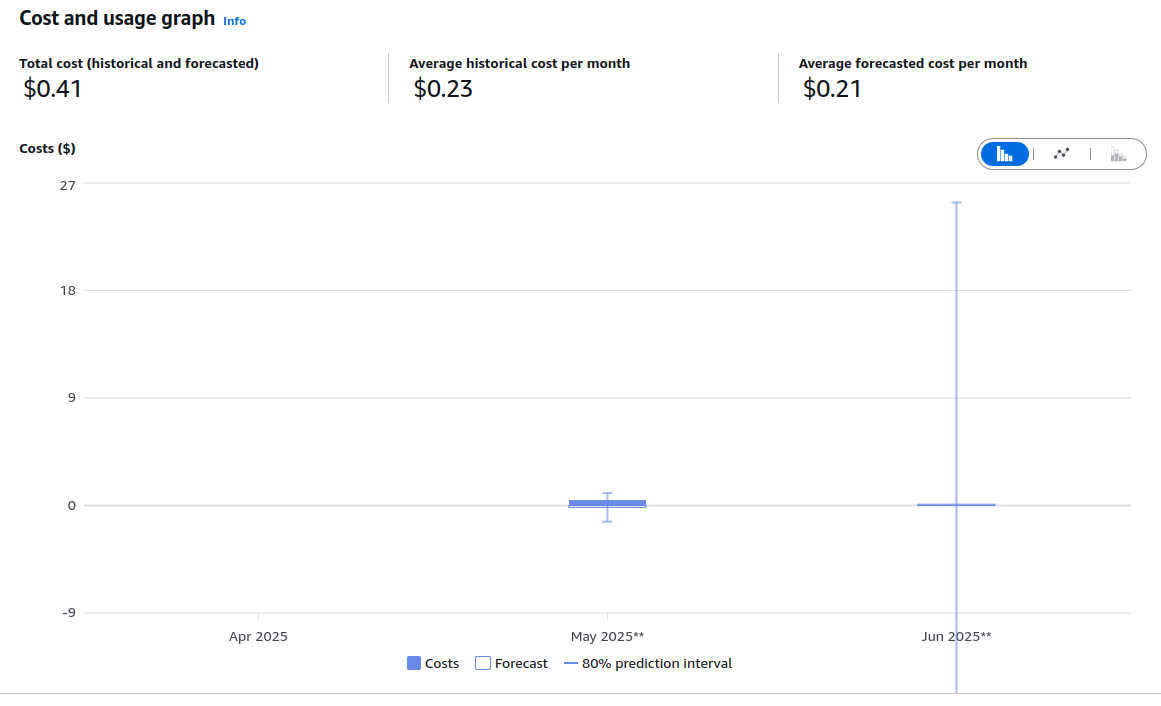 Cost and usage graph Info
Total cost (historical and forecasted)
$0.41
Average historical cost per month
$0.23
Average forecasted cost per month
$0.21
Costs ($)
27
18
9
0
-9
Apr 2025
May 2025**
Jun 2025**
Costs
Forecast
80% prediction interval